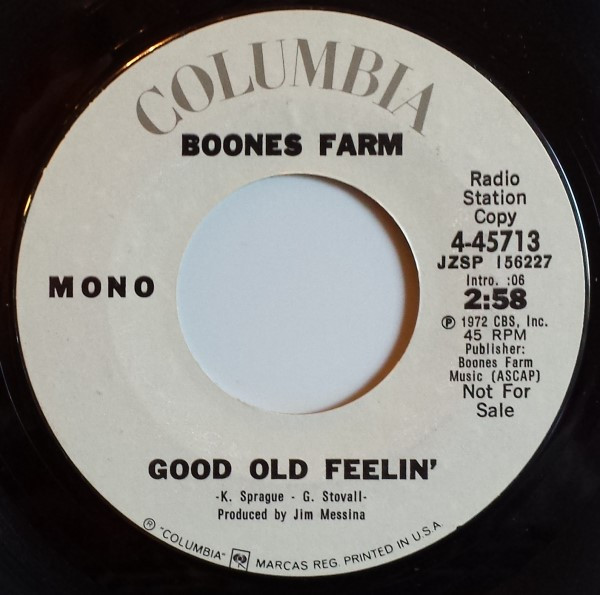 COLUMBIA
BOONES FARM
Radio
Station
Copy
4-45713
JZSP 156227
Intro. :06
2:58
Ⓟ 1972 CBS, Inc.
45 RPM
Publisher:
Boones Farm
Music (ASCAP)
Not For
Sale
MONO
GOOD OLD FEELIN'
-K. Sprague - G. Stovall-
Produced by Jim Messina
® "COLUMBIA" MARCAS REG. PRINTED IN U.S.A.